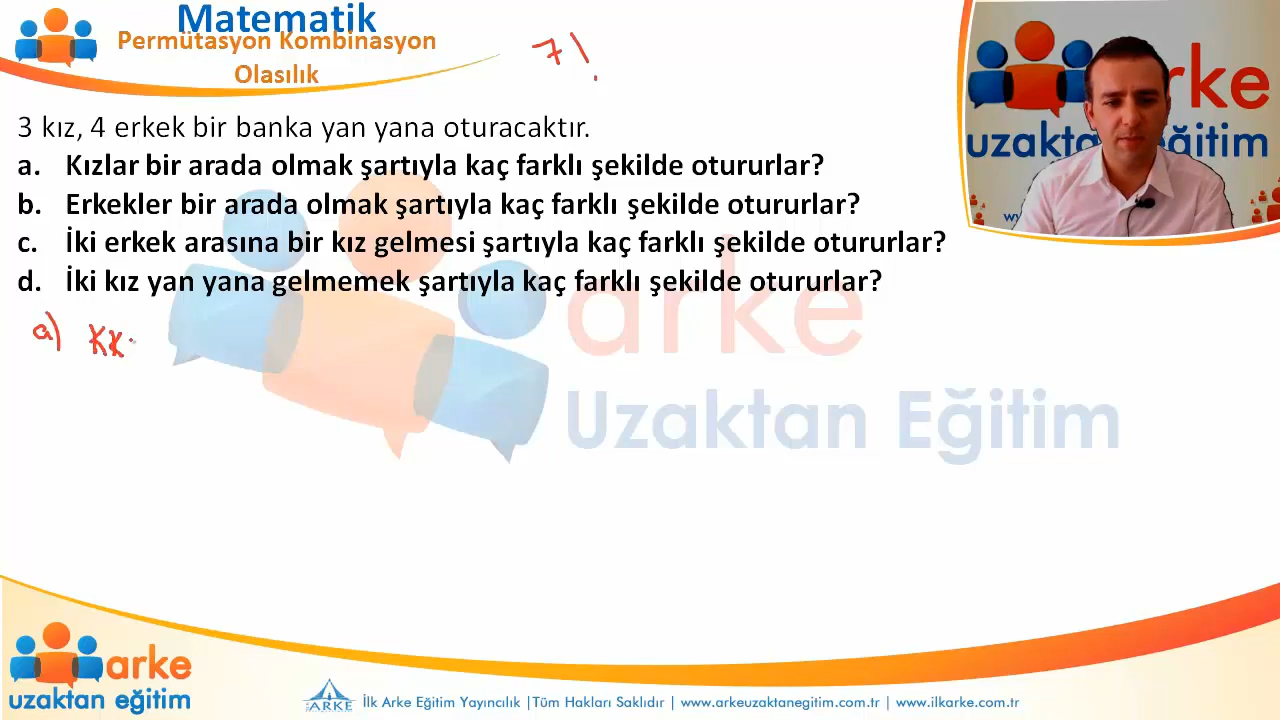 Matematik
Permütasyon Kombinasyon
Olasılık
7!
arke
uzaktan eğitim
3 kız, 4 erkek bir banka yan yana oturacaktır.
a. Kızlar bir arada olmak şartıyla kaç farklı şekilde otururlar?
b. Erkekler bir arada olmak şartıyla kaç farklı şekilde otururlar?
c. İki erkek arasına bir kız gelmesi şartıyla kaç farklı şekilde otururlar?
d. İki kız yan yana gelmemek şartıyla kaç farklı şekilde otururlar?
a) KK
arke
Uzaktan Eğitim
arke
uzaktan eğitim
ARKE
İlk Arke Eğitim Yayıncılık |Tüm Hakları Saklıdır | www.arkeuzaktanegitim.com.tr | www.ilkarke.com.tr